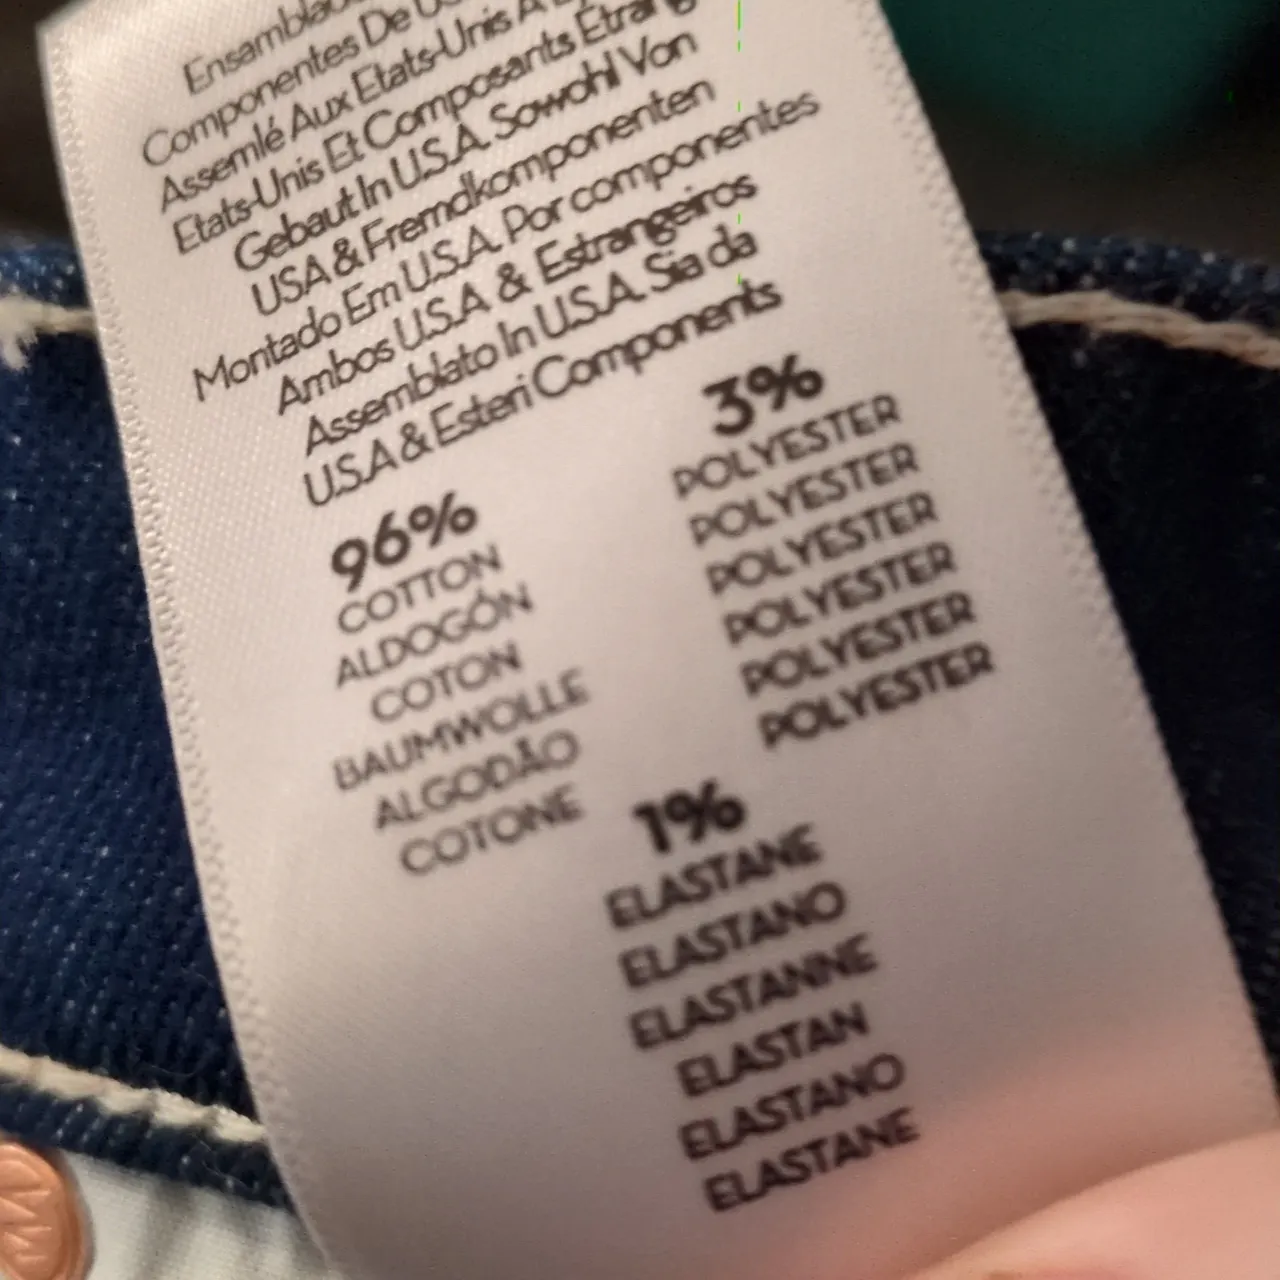 Componentes De
Assemlé Aux Etats-Unis A
Etats-Unis Et Composants Étrang
Gebaut In U.S.A. Sowohl Von
USA & Fremdkomponenten
Montado Em U.S.A. Por componentes
Ambos U.S.A & Estrangeiros
Assemblato In U.S.A. Sia da
U.S.A & Esteri Components
96%
COTTON
ALDOGÓN
COTON
BAUMWOLLE
ALGODÃO
COTONE
3%
POLYESTER
POLYESTER
POLYESTER
POLYESTER
POLYESTER
POLYESTER
1%
ELASTANE
ELASTANO
ELASTANNE
ELASTAN
ELASTANO
ELASTANE